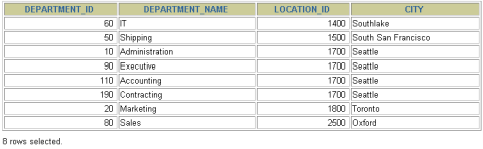 DEPARTMENT_ID DEPARTMENT_NAME LOCATION_ID CITY
60 IT 1400 Southlake
50 Shipping 1500 South San Francisco
10 Administration 1700 Seattle
90 Executive 1700 Seattle
110 Accounting 1700 Seattle
190 Contracting 1700 Seattle
20 Marketing 1800 Toronto
80 Sales 2500 Oxford
8 rows selected.